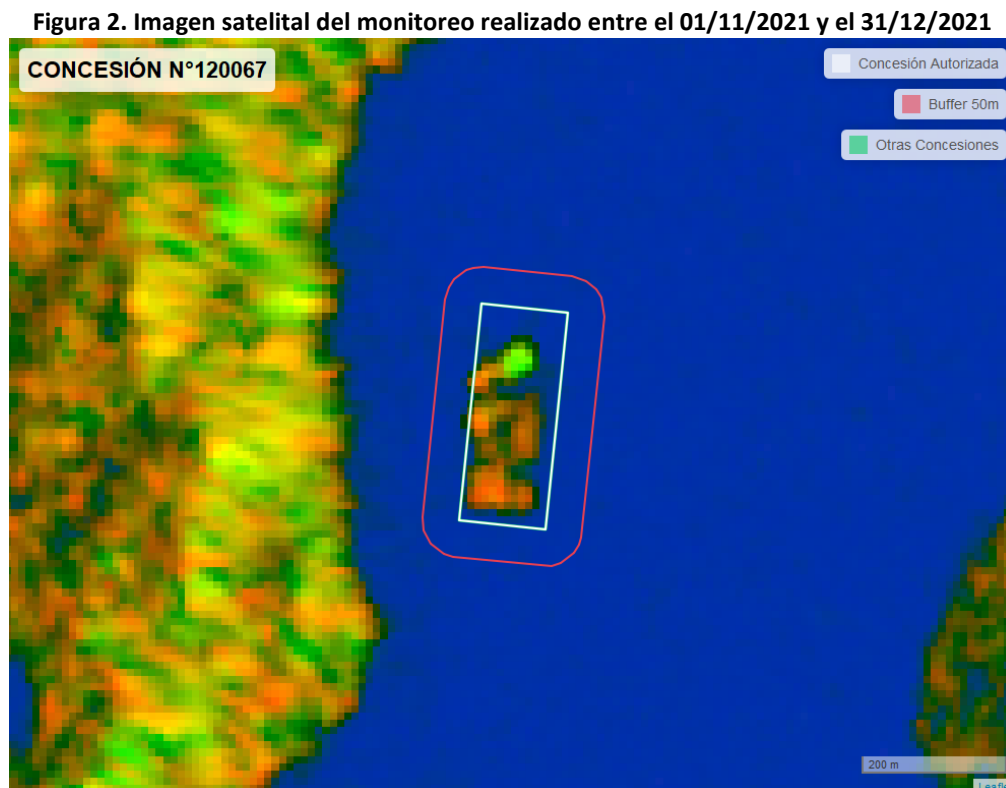 Figura 2. Imagen satelital del monitoreo realizado entre el 01/11/2021 y el 31/12/2021
CONCESIÓN N°120067
Concesión Autorizada
Buffer 50m
Otras Concesiones
200 m